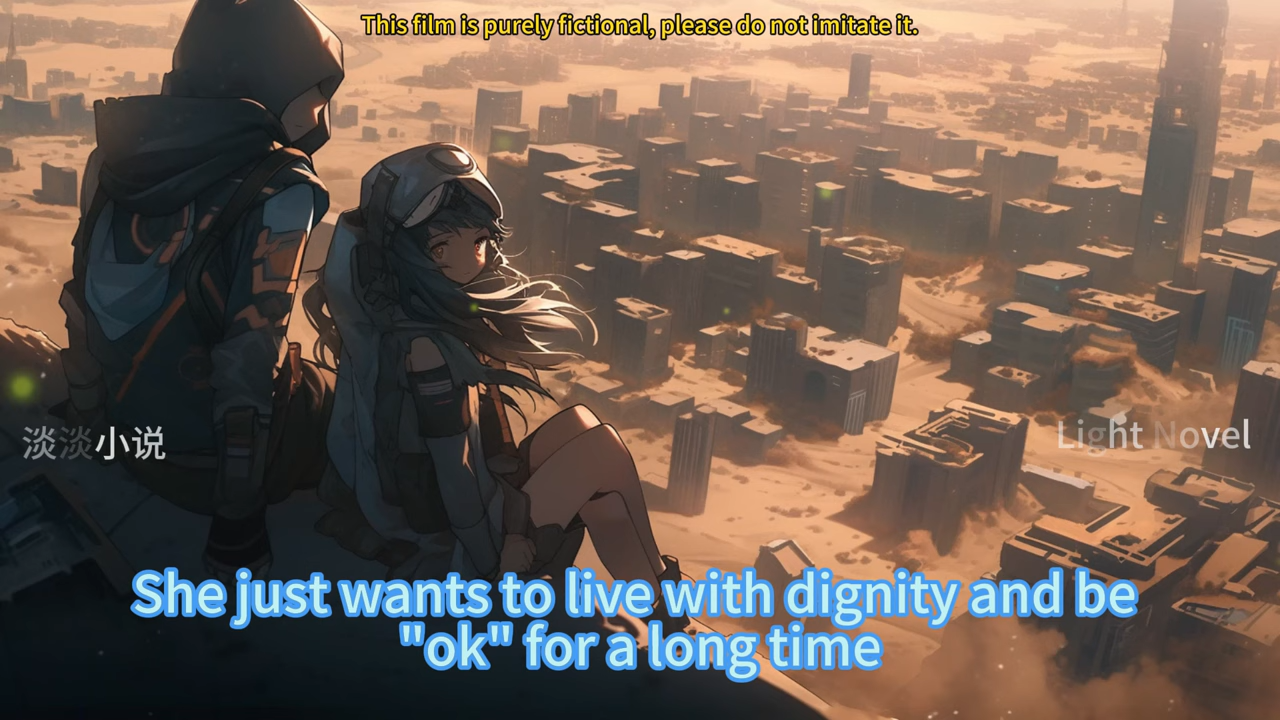 This film is purely fictional, please do not imitate it.
淡淡小说
Light Novel
She just wants to live with dignity and be
"ok" for a long time